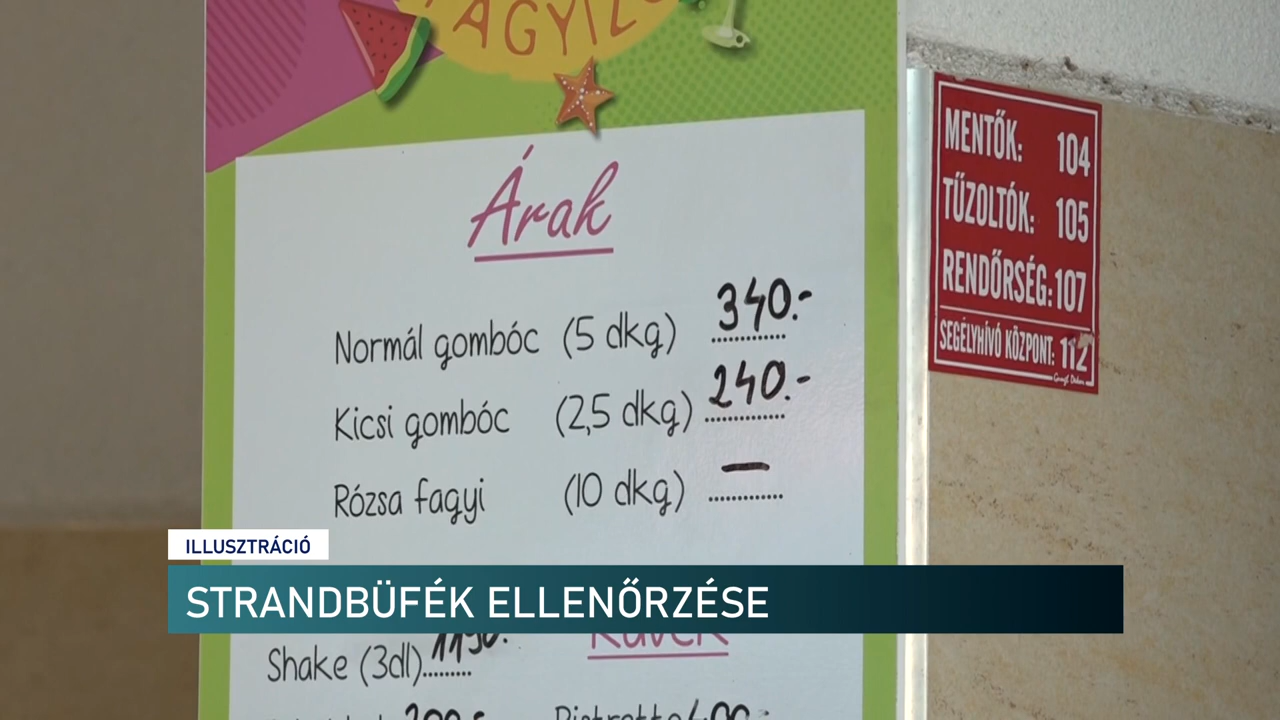 Árak
Normál gombóc (5 dkg) 340.-
Kicsi gombóc (2,5 dkg) 240.-
Rózsa fagyi (10 dkg) —
Shake (3dl) 1190.-
MENTŐK: 104
TŰZOLTÓK: 105
RENDŐRSÉG: 107
SEGÉLYHÍVÓ KÖZPONT: 112
ILLUSZTRÁCIÓ
STRANDBÜFÉK ELLENŐRZÉSE